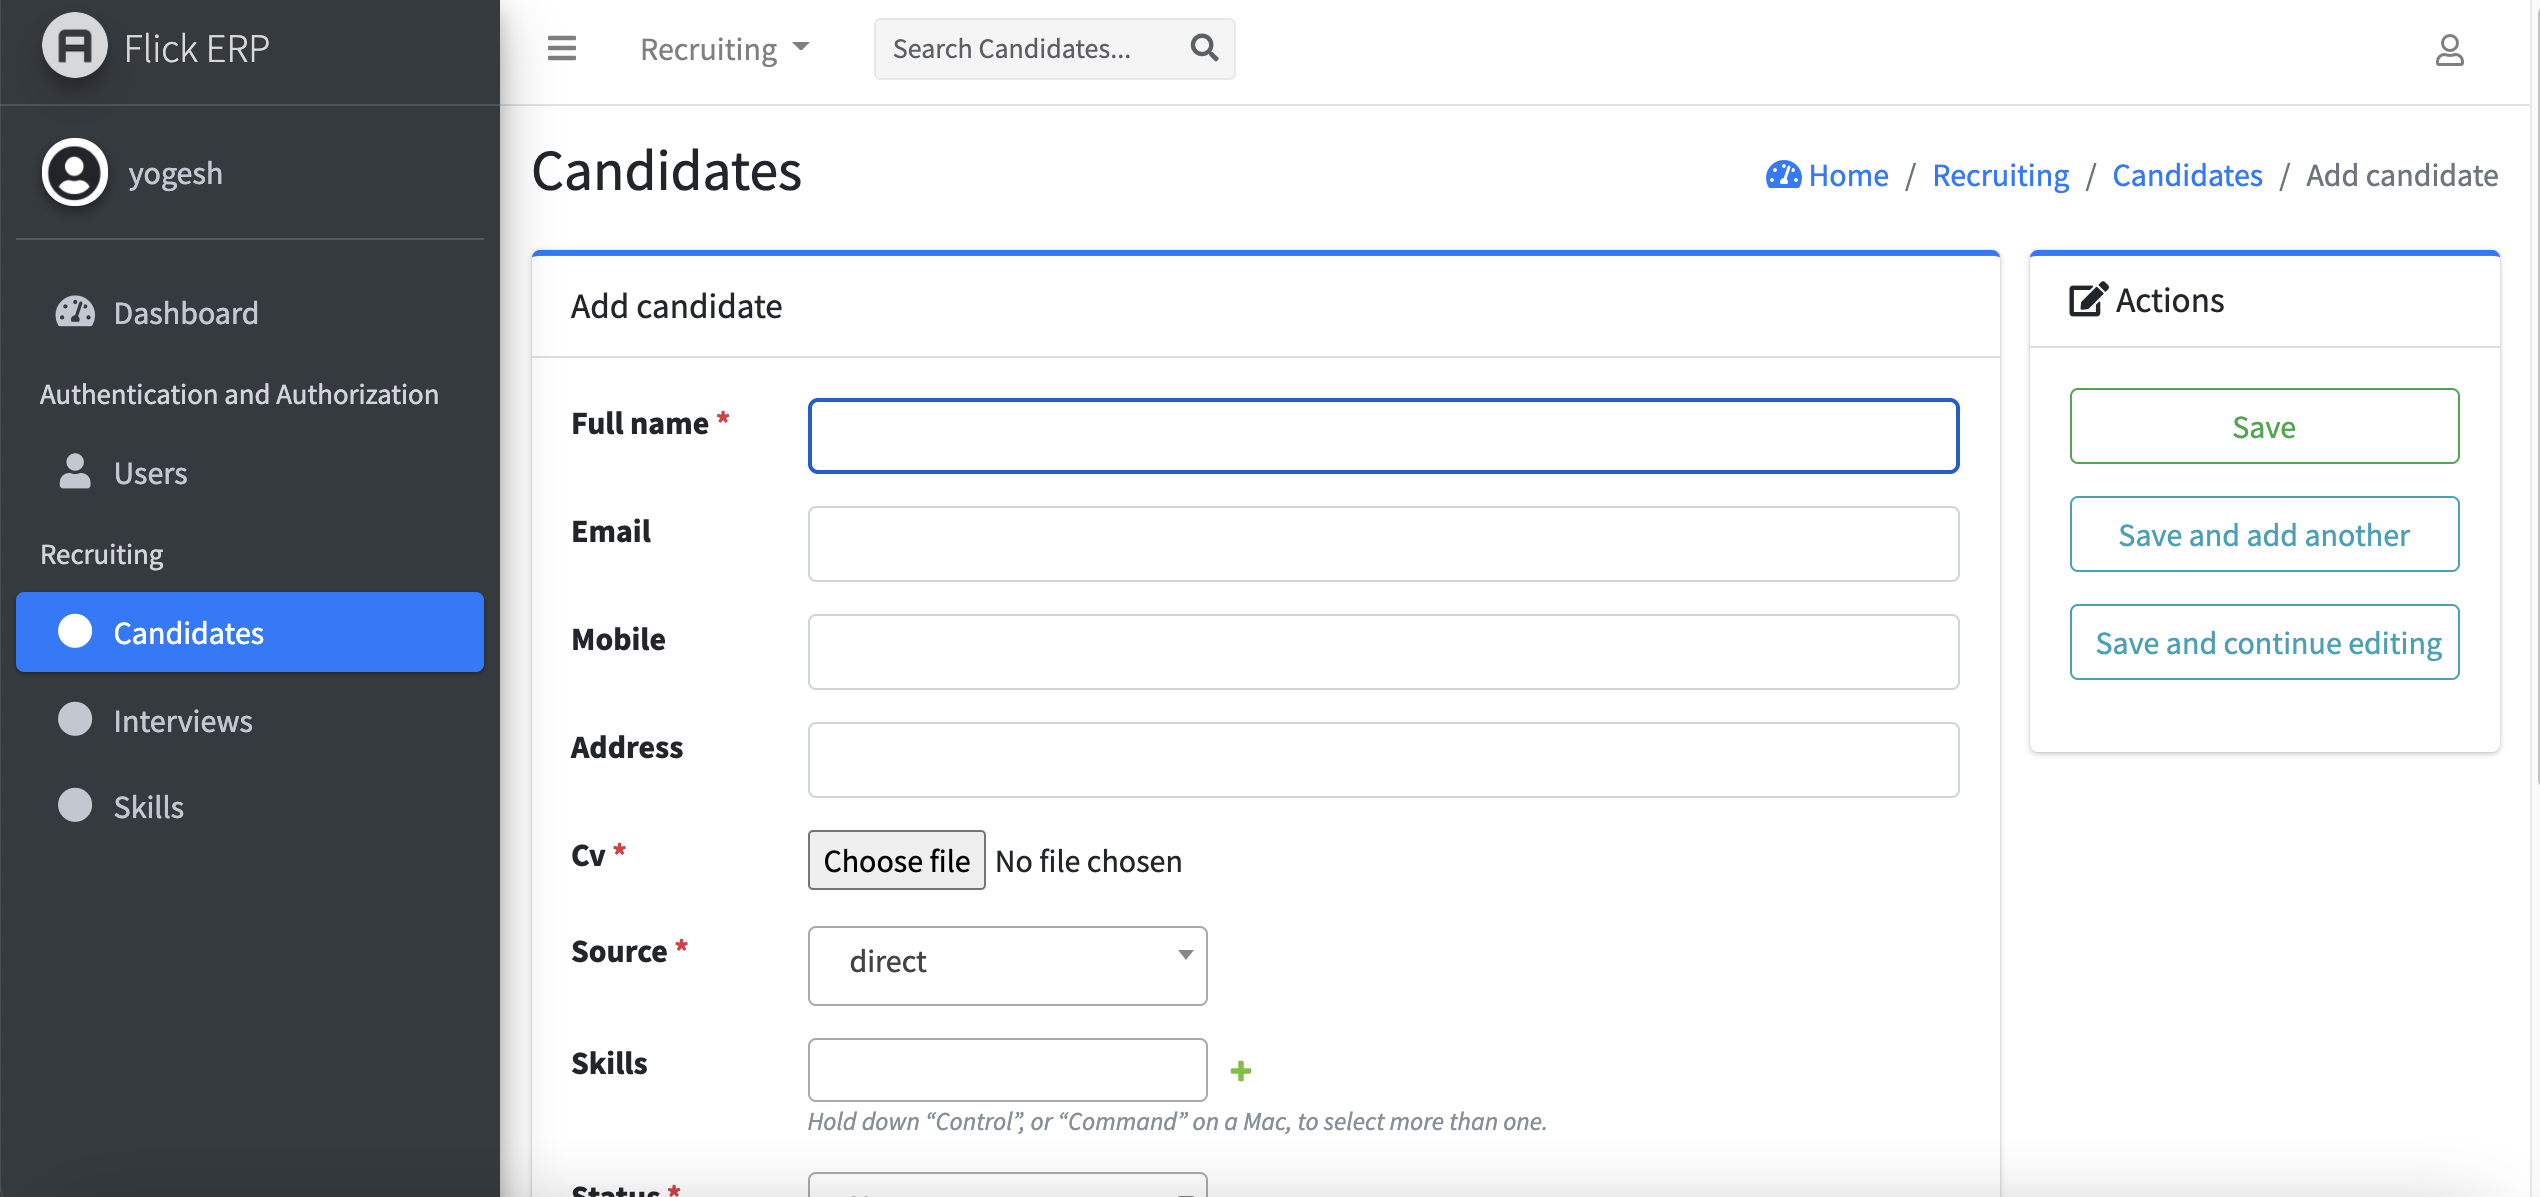 Flick ERP
yogesh
Dashboard
Authentication and Authorization
Users
Recruiting
Candidates
Interviews
Skills
Recruiting
Search Candidates...
Candidates
Home / Recruiting / Candidates / Add candidate
Add candidate
Full name *
Email
Mobile
Address
Cv * Choose file No file chosen
Source * direct
Skills
Hold down “Control”, or “Command” on a Mac, to select more than one.
Status *
Actions
Save
Save and add another
Save and continue editing